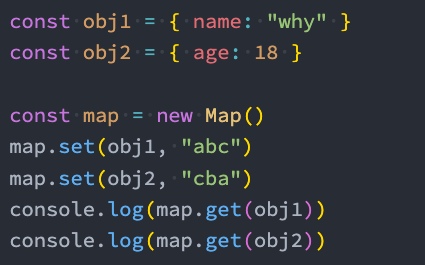 const obj1 = { name: "why" }
const obj2 = { age: 18 }
const map = new Map()
map.set(obj1, "abc")
map.set(obj2, "cba")
console.log(map.get(obj1))
console.log(map.get(obj2))